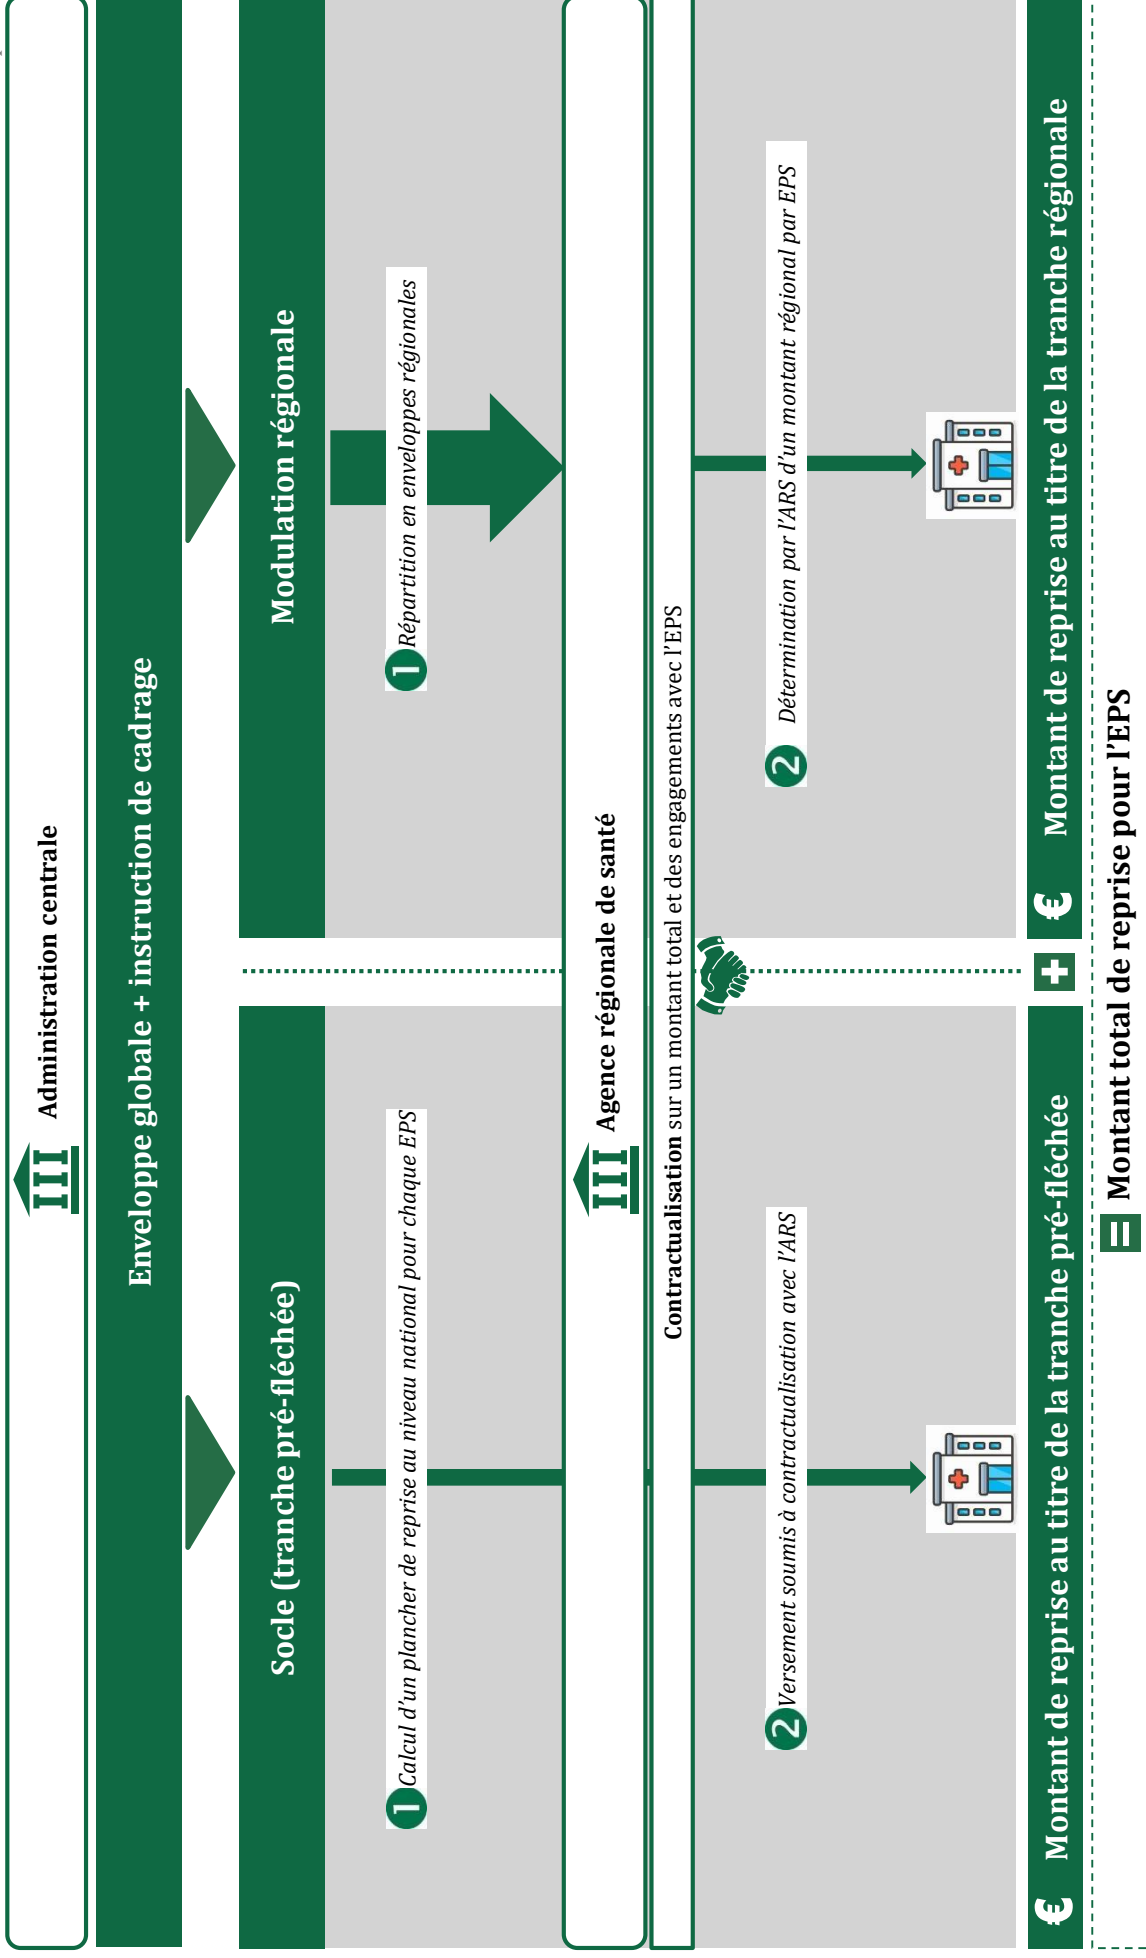 Administration centrale
Enveloppe globale + instruction de cadrage
Socle (tranche pré-fléchée)
Modulation régionale
1 Calcul d'un plancher de reprise au niveau national pour chaque EPS
1 Répartition en enveloppes régionales
Agence régionale de santé
Contractualisation sur un montant total et des engagements avec l'EPS
2 Versement soumis à contractualisation avec l'ARS
2 Détermination par l'ARS d'un montant régional par EPS
€ Montant de reprise au titre de la tranche pré-fléchée
+
€ Montant de reprise au titre de la tranche régionale
= Montant total de reprise pour l'EPS